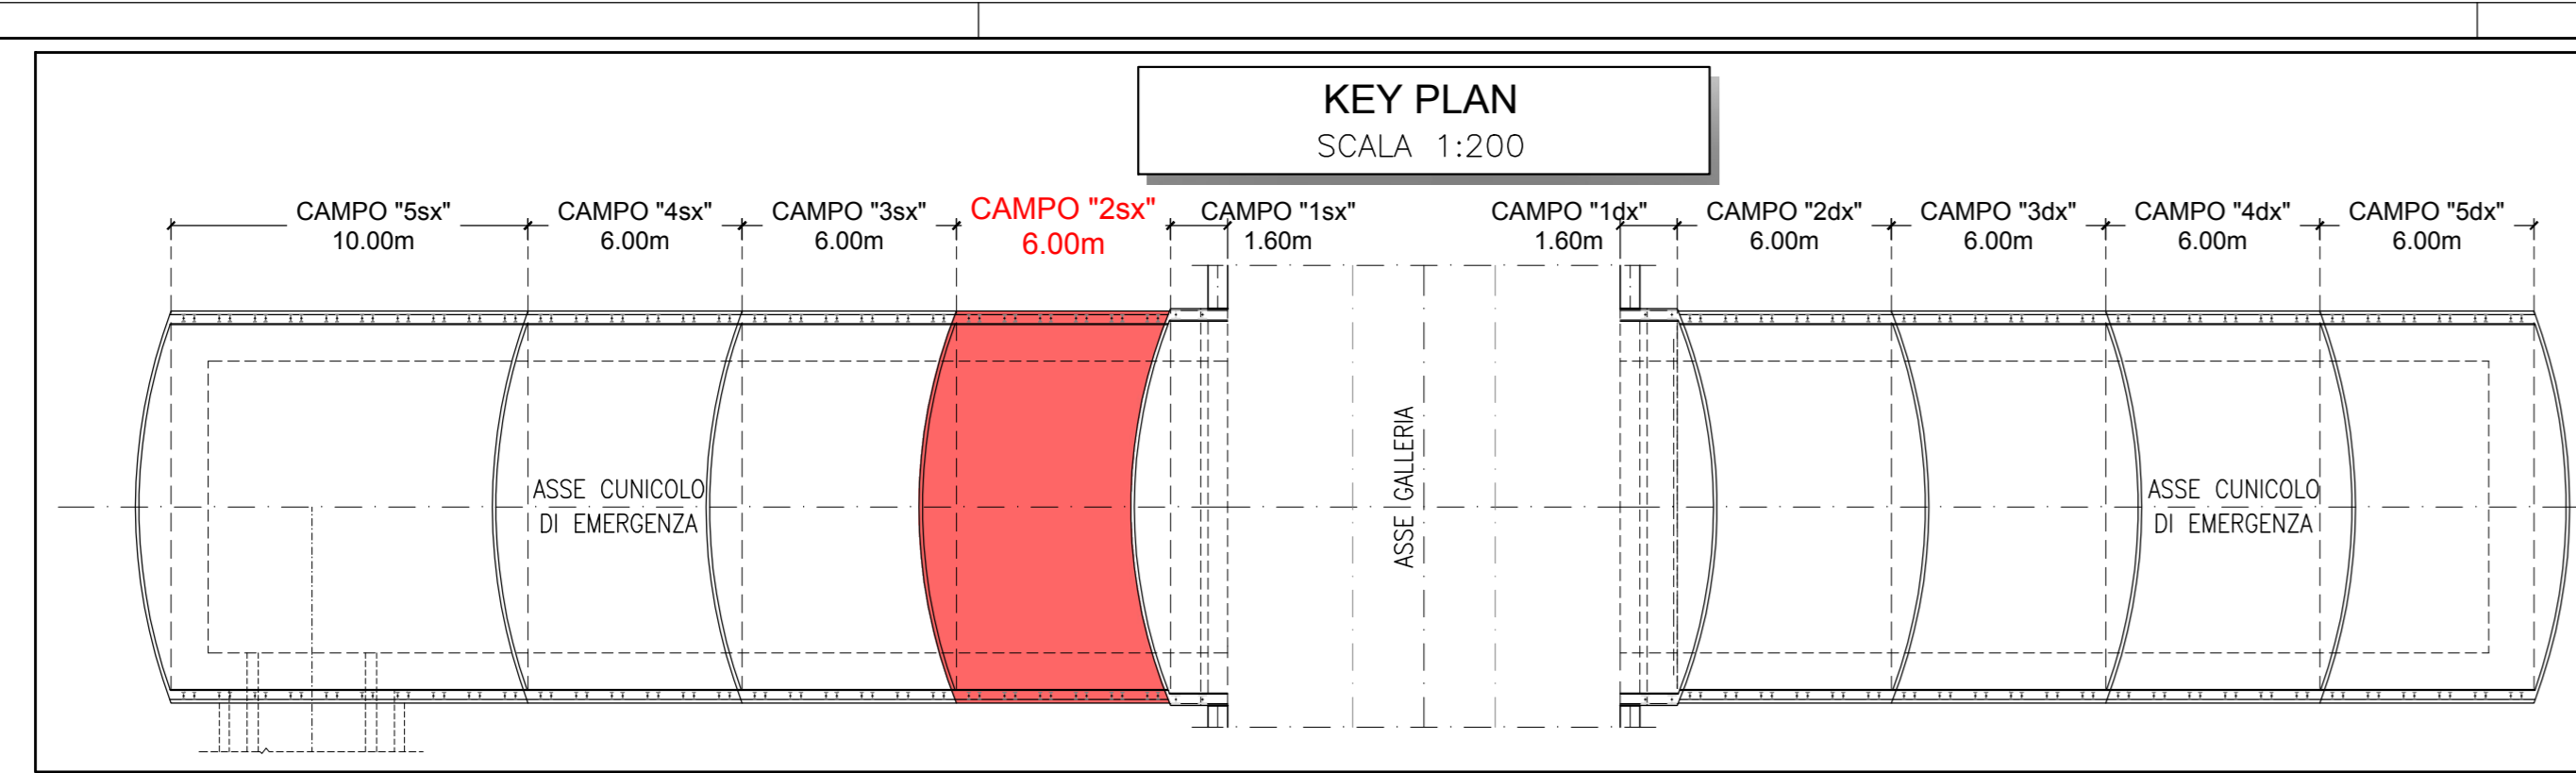 KEY PLAN
SCALA 1:200
CAMPO "5sx"
10.00m
CAMPO "4sx"
6.00m
CAMPO "3sx"
6.00m
CAMPO "2sx"
6.00m
CAMPO "1sx"
1.60m
CAMPO "1dx"
1.60m
CAMPO "2dx"
6.00m
CAMPO "3dx"
6.00m
CAMPO "4dx"
6.00m
CAMPO "5dx"
6.00m
ASSE CUNICOLO
DI EMERGENZA
ASSE GALLERIA
ASSE CUNICOLO
DI EMERGENZA